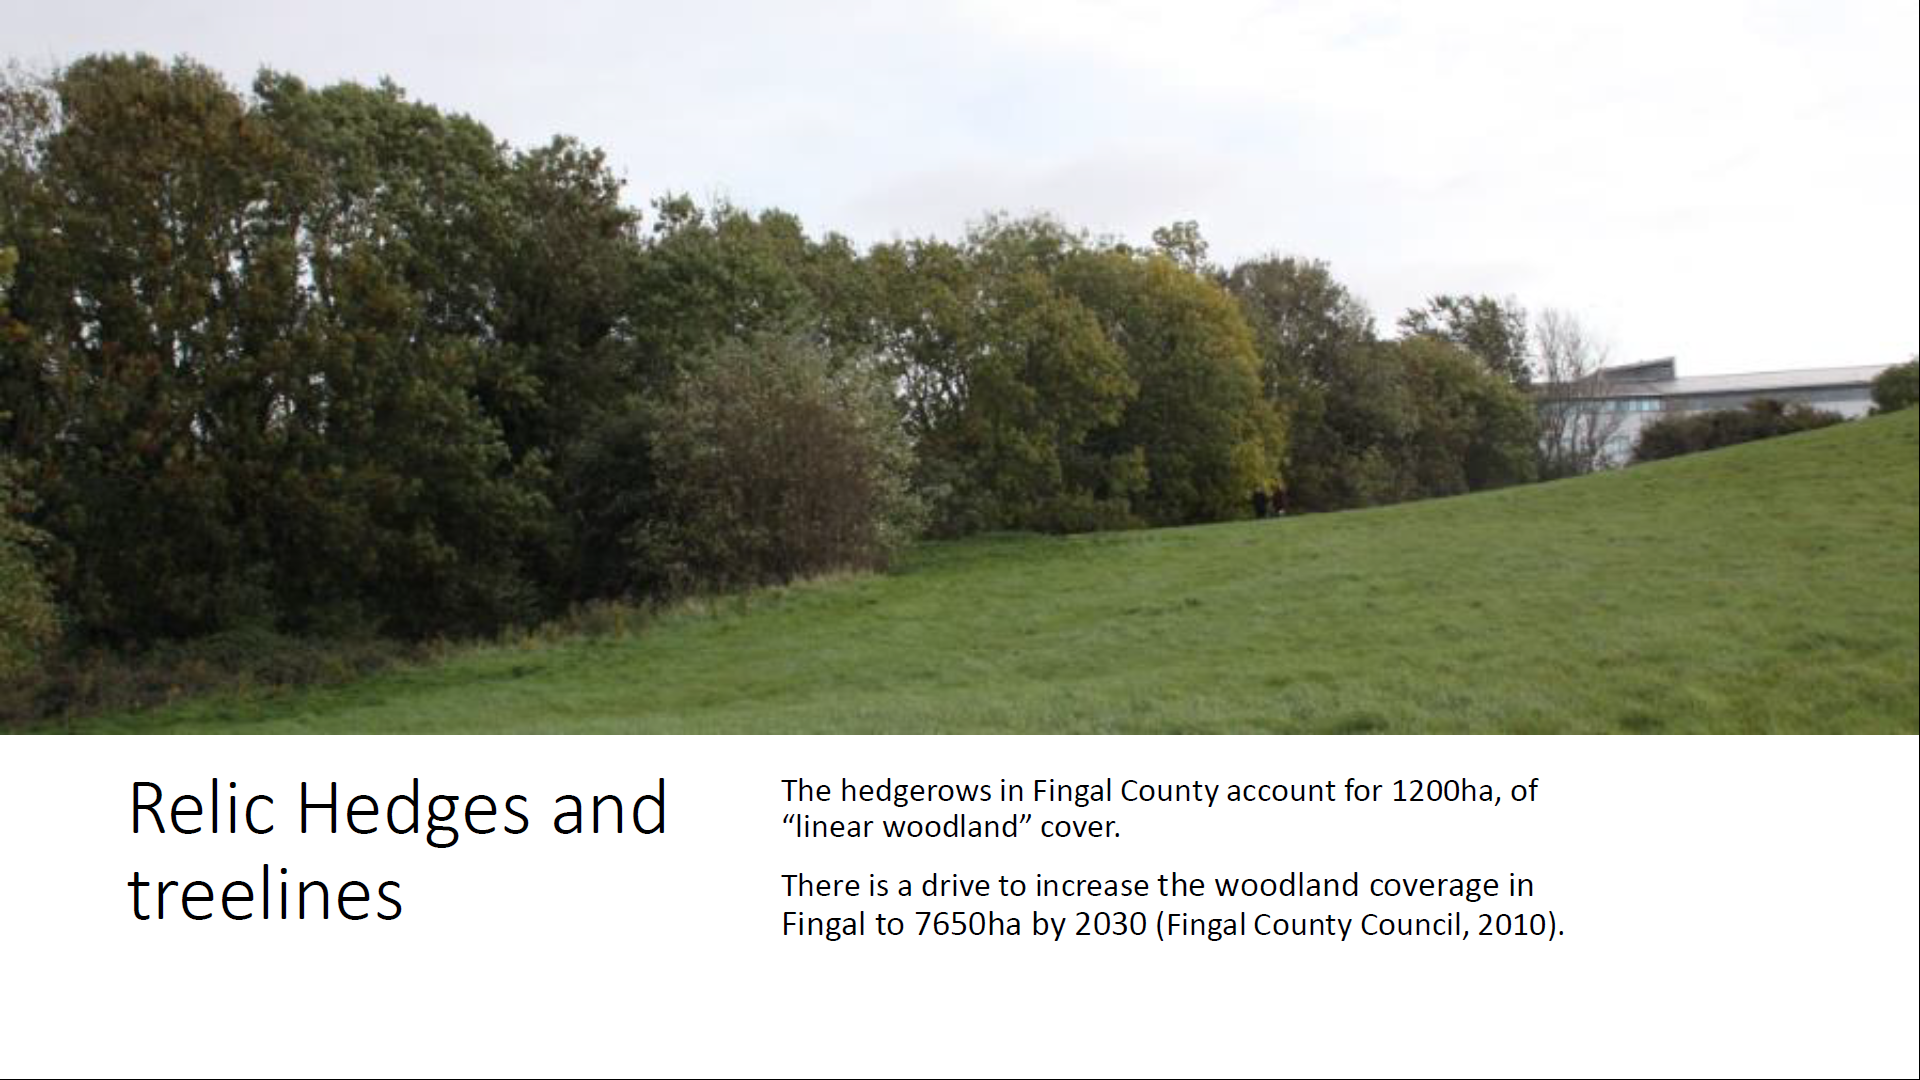 Relic Hedges and
treelines
The hedgerows in Fingal County account for 1200ha, of
“linear woodland” cover.
There is a drive to increase the woodland coverage in
Fingal to 7650ha by 2030 (Fingal County Council, 2010).